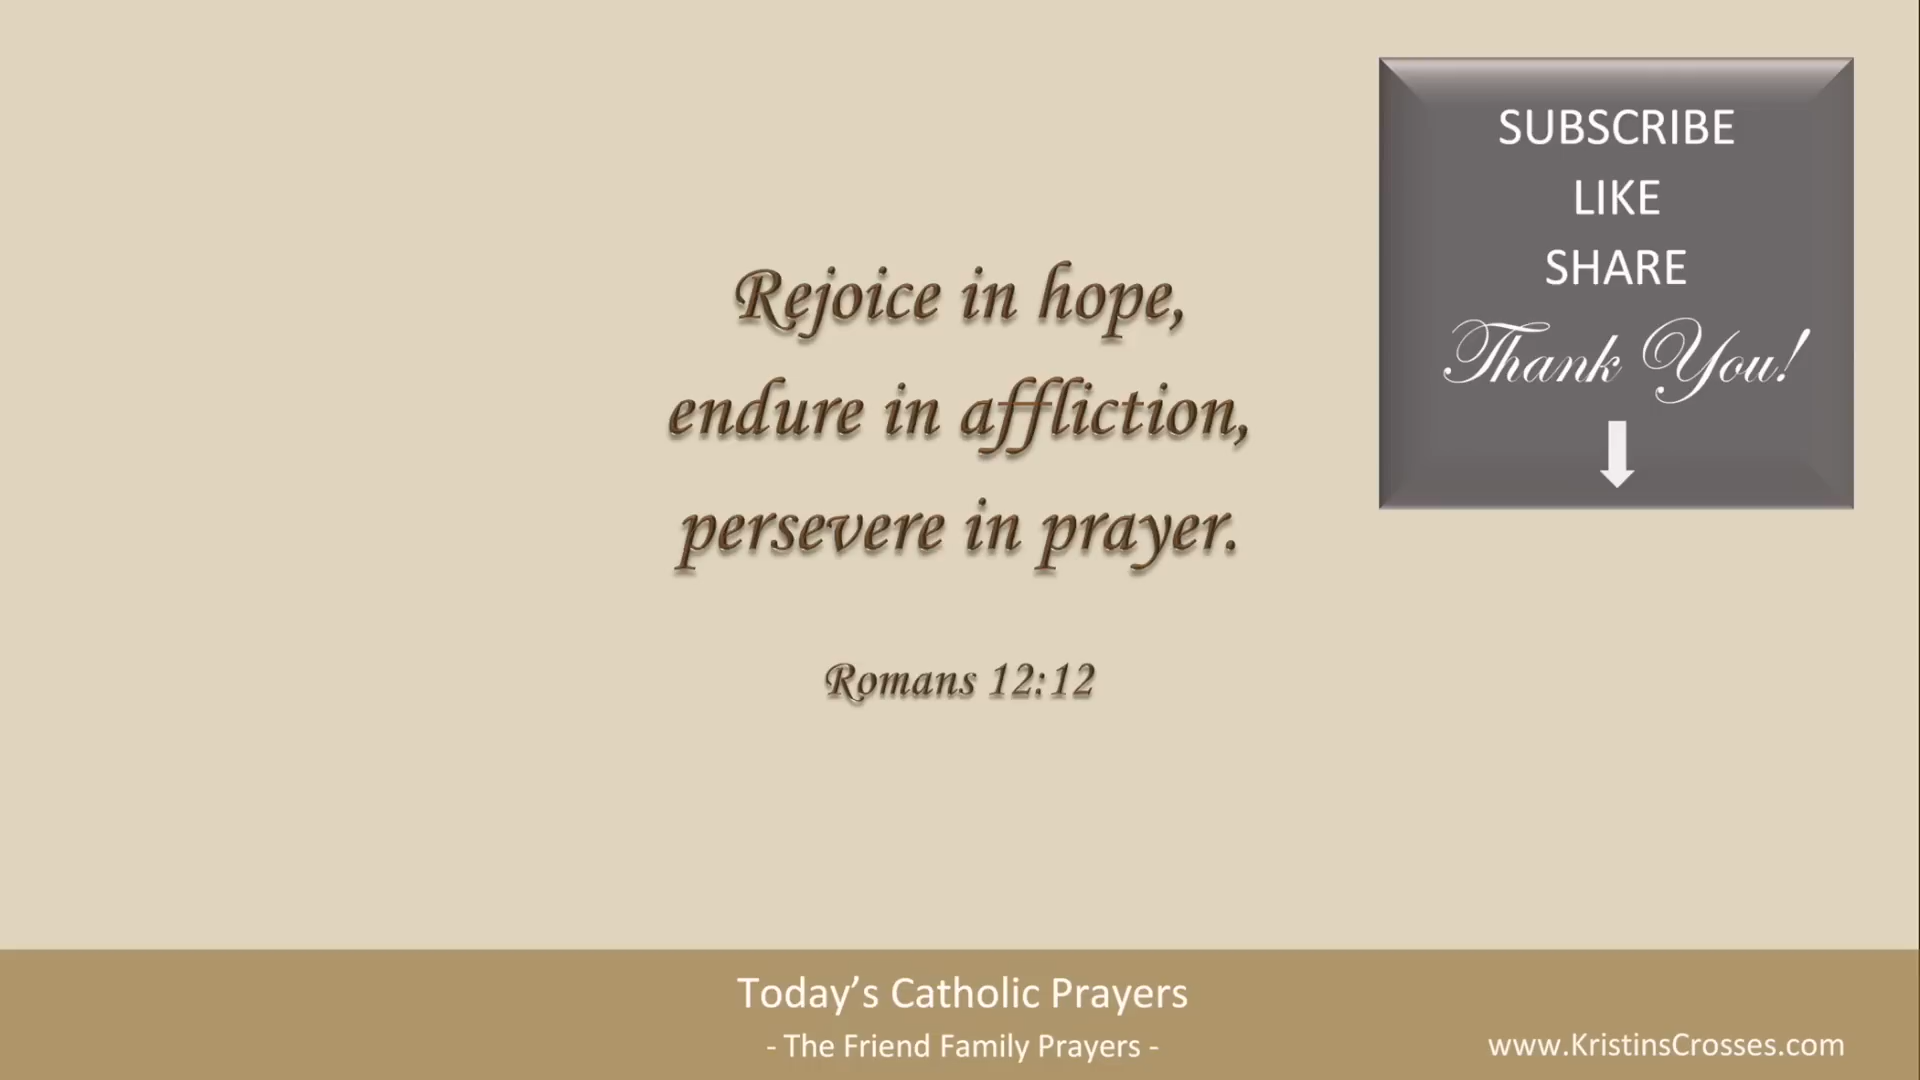 Rejoice in hope,
endure in affliction,
persevere in prayer.
Romans 12:12
SUBSCRIBE
LIKE
SHARE
Thank You!
Today’s Catholic Prayers
- The Friend Family Prayers -
www.KristinsCrosses.com